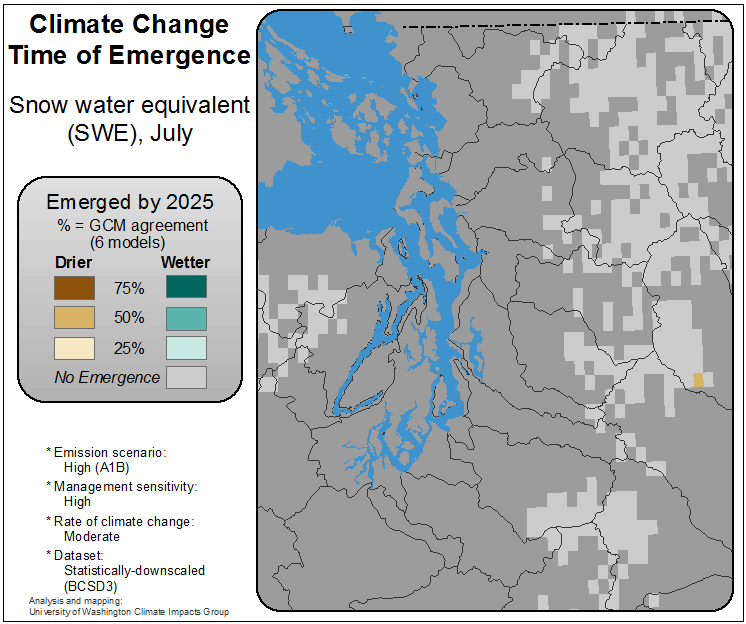 Climate Change
Time of Emergence
Snow water equivalent
(SWE), July
Emerged by 2025
% = GCM agreement
(6 models)
Drier Wetter
75%
50%
25%
No Emergence
* Emission scenario:
High (A1B)
* Management sensitivity:
High
* Rate of climate change:
Moderate
* Dataset:
Statistically-downscaled
(BCSD3)
Analysis and mapping:
University of Washington Climate Impacts Group